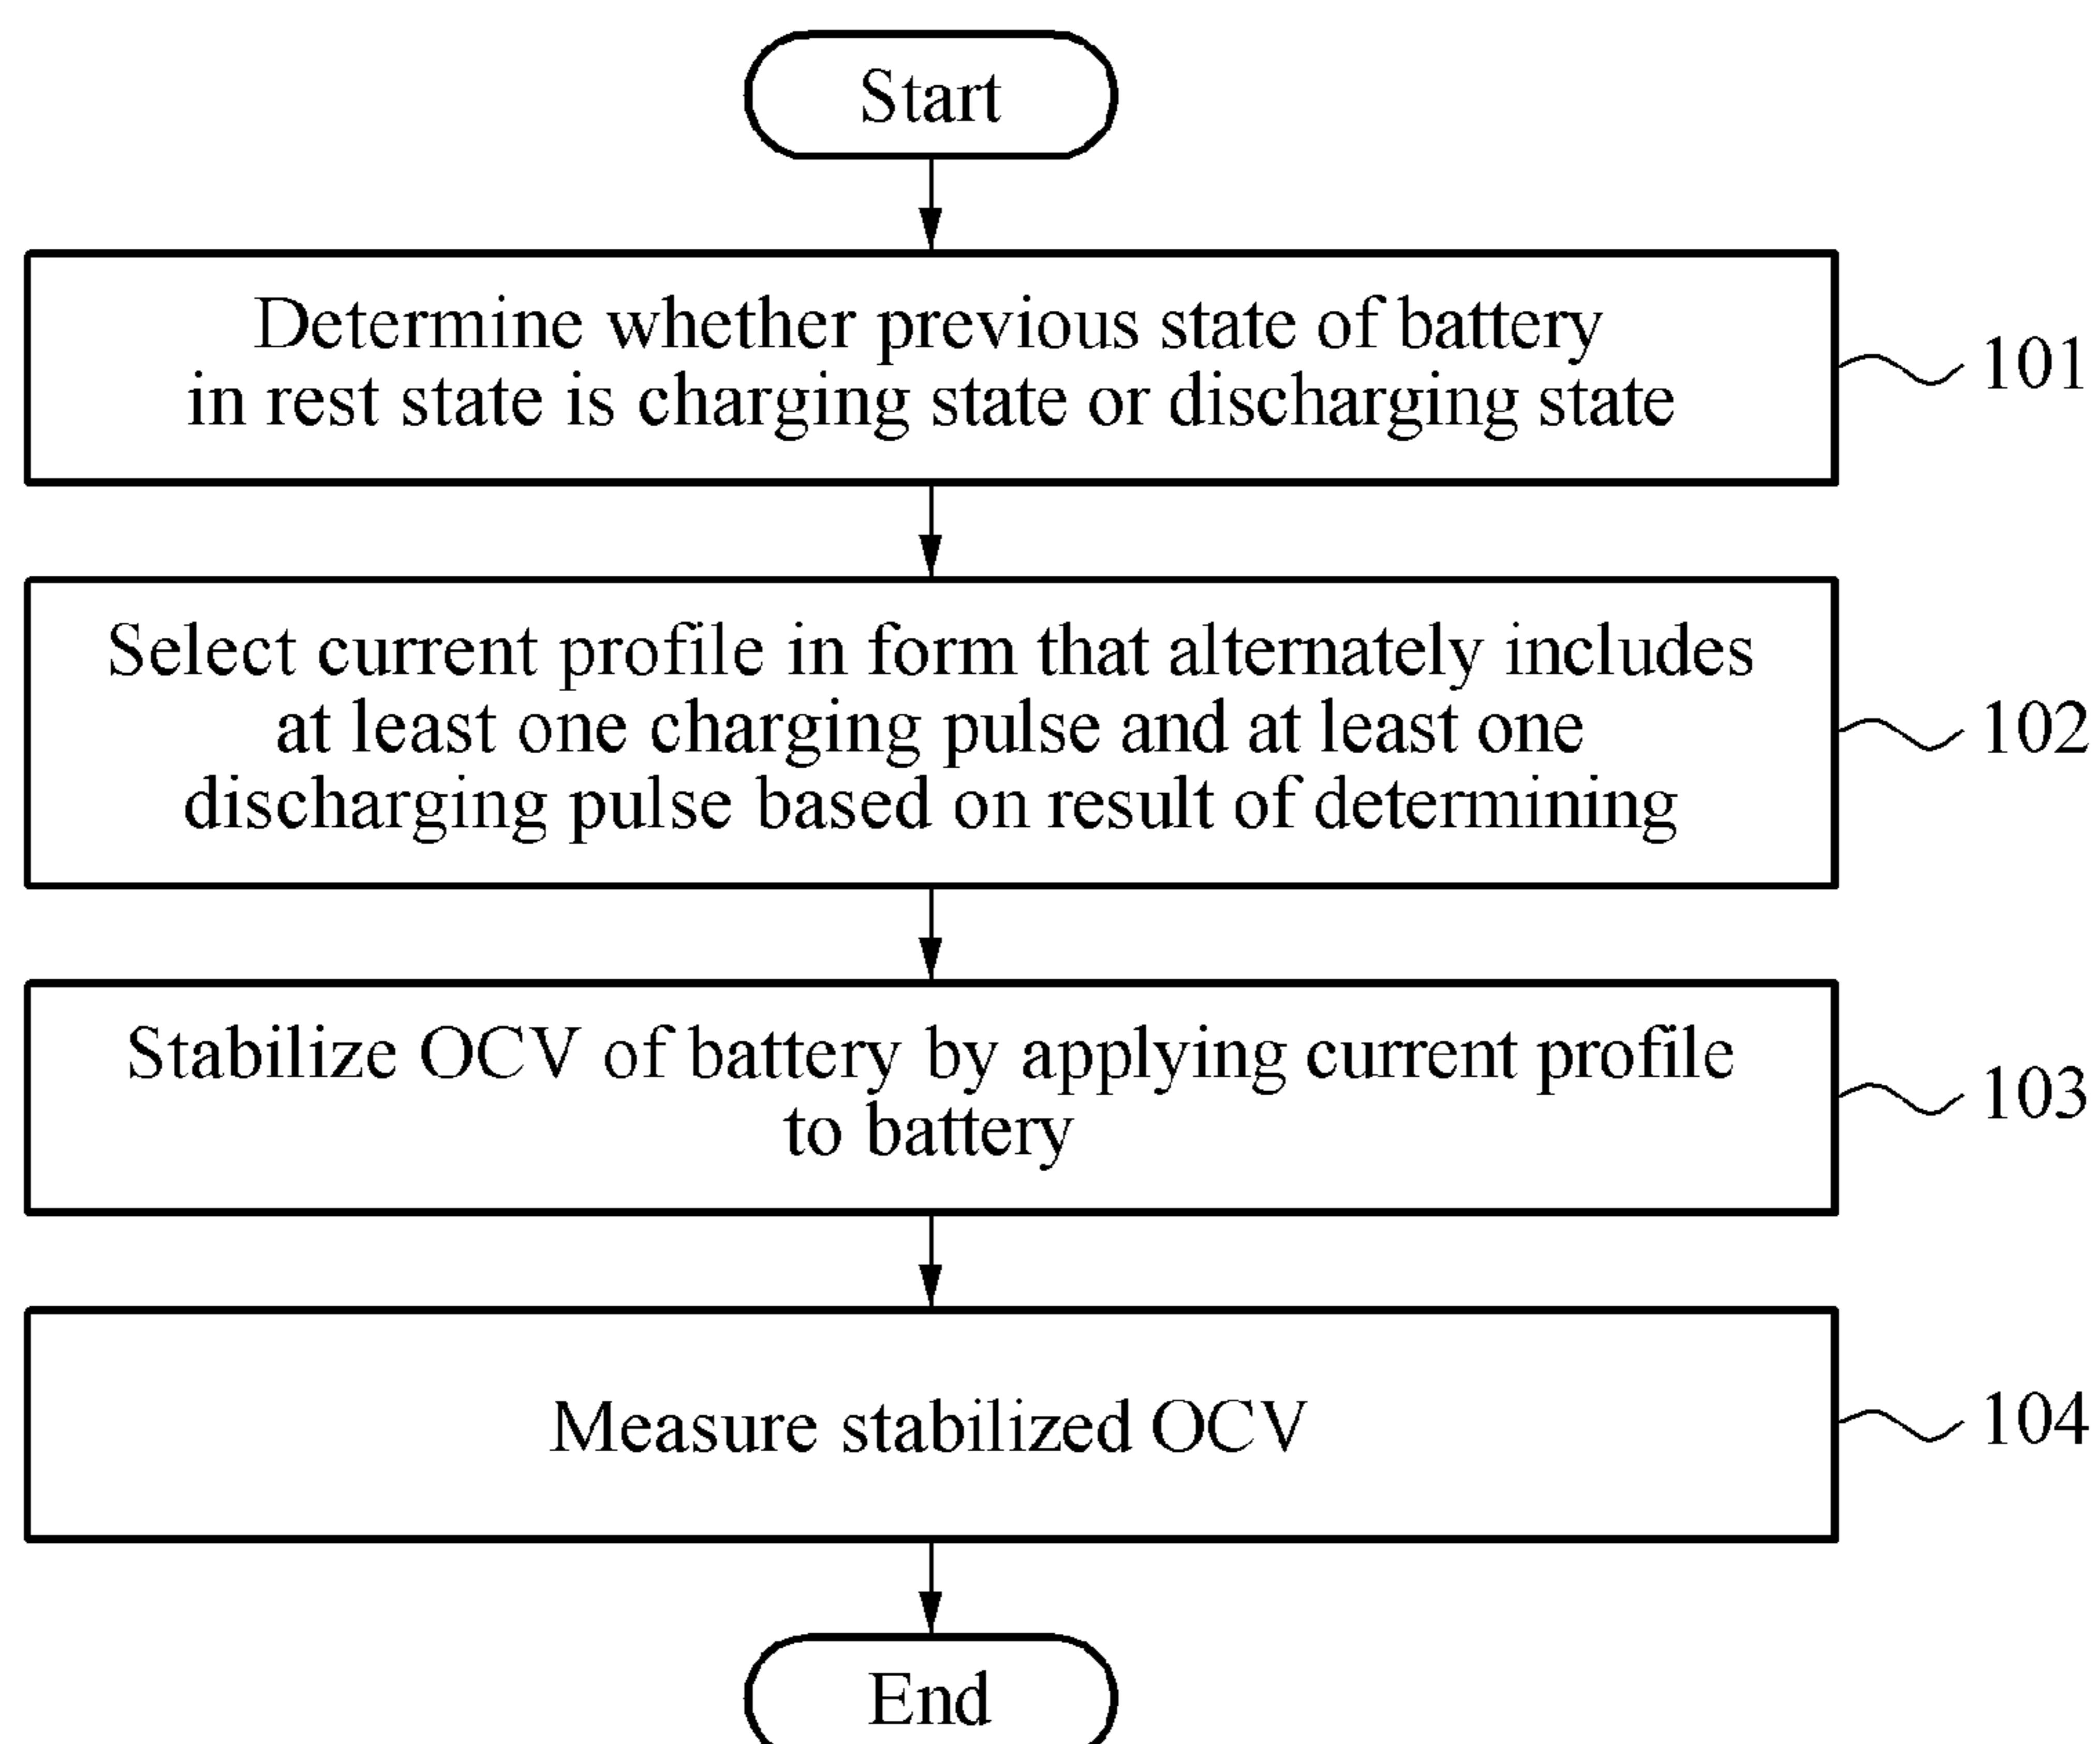 Start
Determine whether previous state of battery
in rest state is charging state or discharging state
101
Select current profile in form that alternately includes
at least one charging pulse and at least one
discharging pulse based on result of determining
102
Stabilize OCV of battery by applying current profile
to battery
103
Measure stabilized OCV
104
End